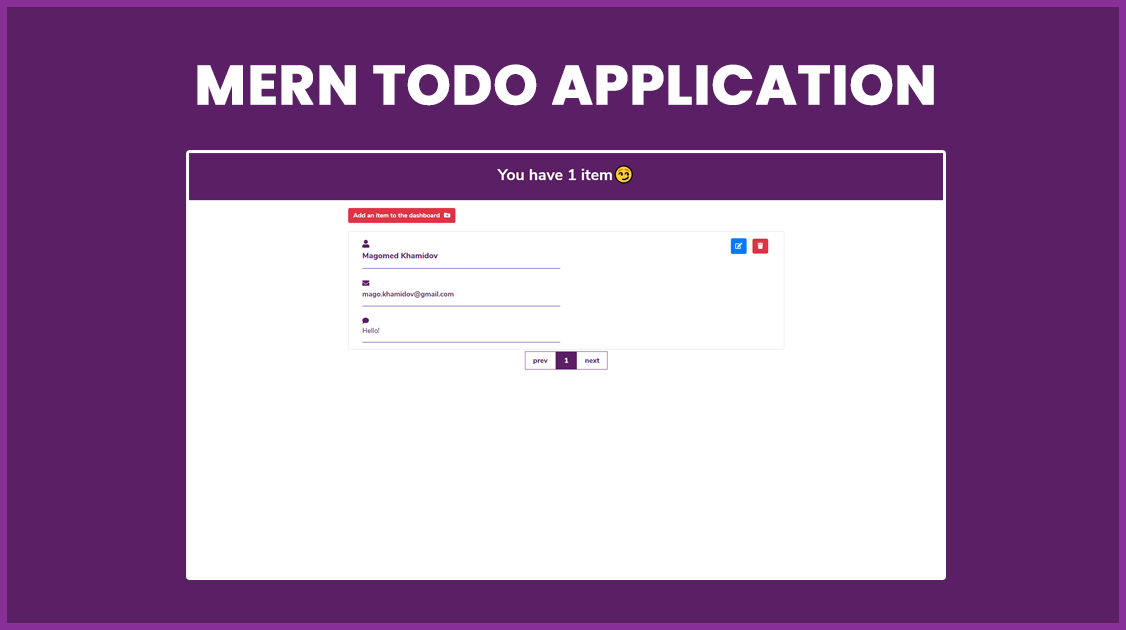 MERN TODO APPLICATION
You have 1 item😏
Add an item to the dashboard
Magomed Khamidov
mago.khamidov@gmail.com
Hello!
prev 1 next